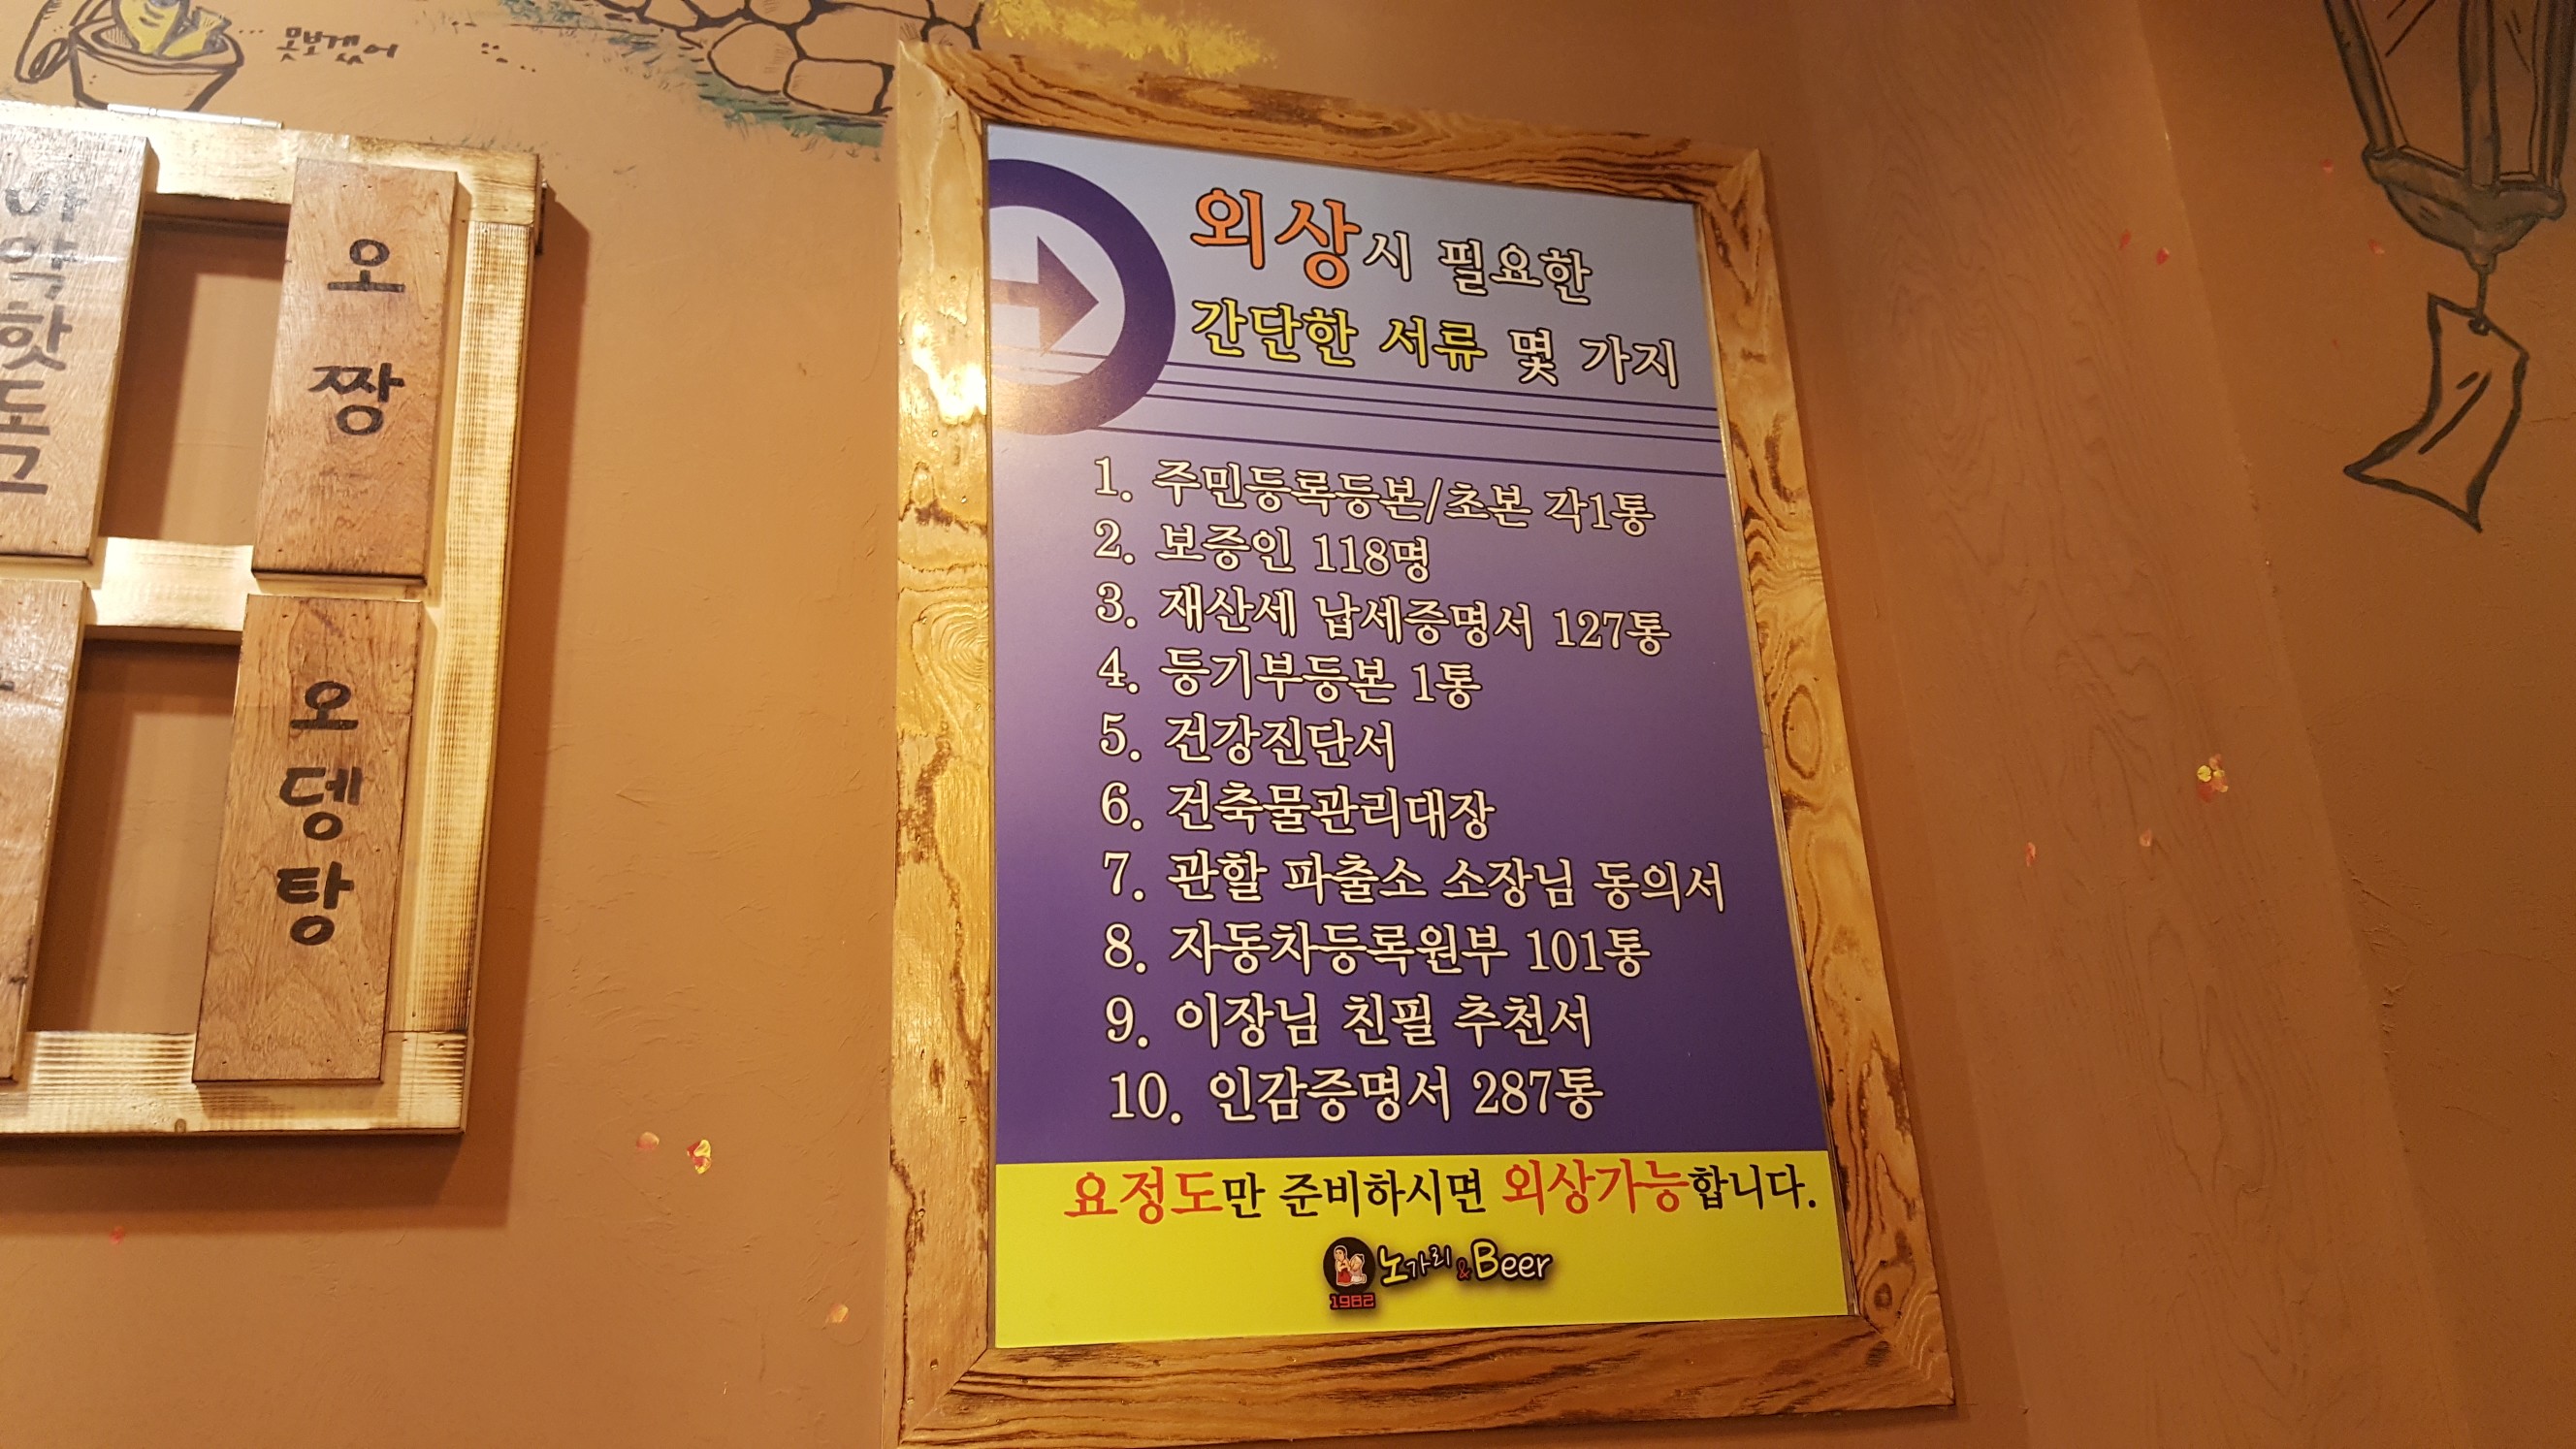 못보겠어
핫도그
오짱
오뎅탕
외상시 필요한
간단한 서류 몇 가지
1. 주민등록등본/초본 각1통
2. 보증인 118명
3. 재산세 납세증명서 127통
4. 등기부등본 1통
5. 건강진단서
6. 건축물관리대장
7. 관할 파출소 소장님 동의서
8. 자동차등록원부 101통
9. 이장님 친필 추천서
10. 인감증명서 287통
요정도만 준비하시면 외상가능합니다.
노가리&Beer
1982